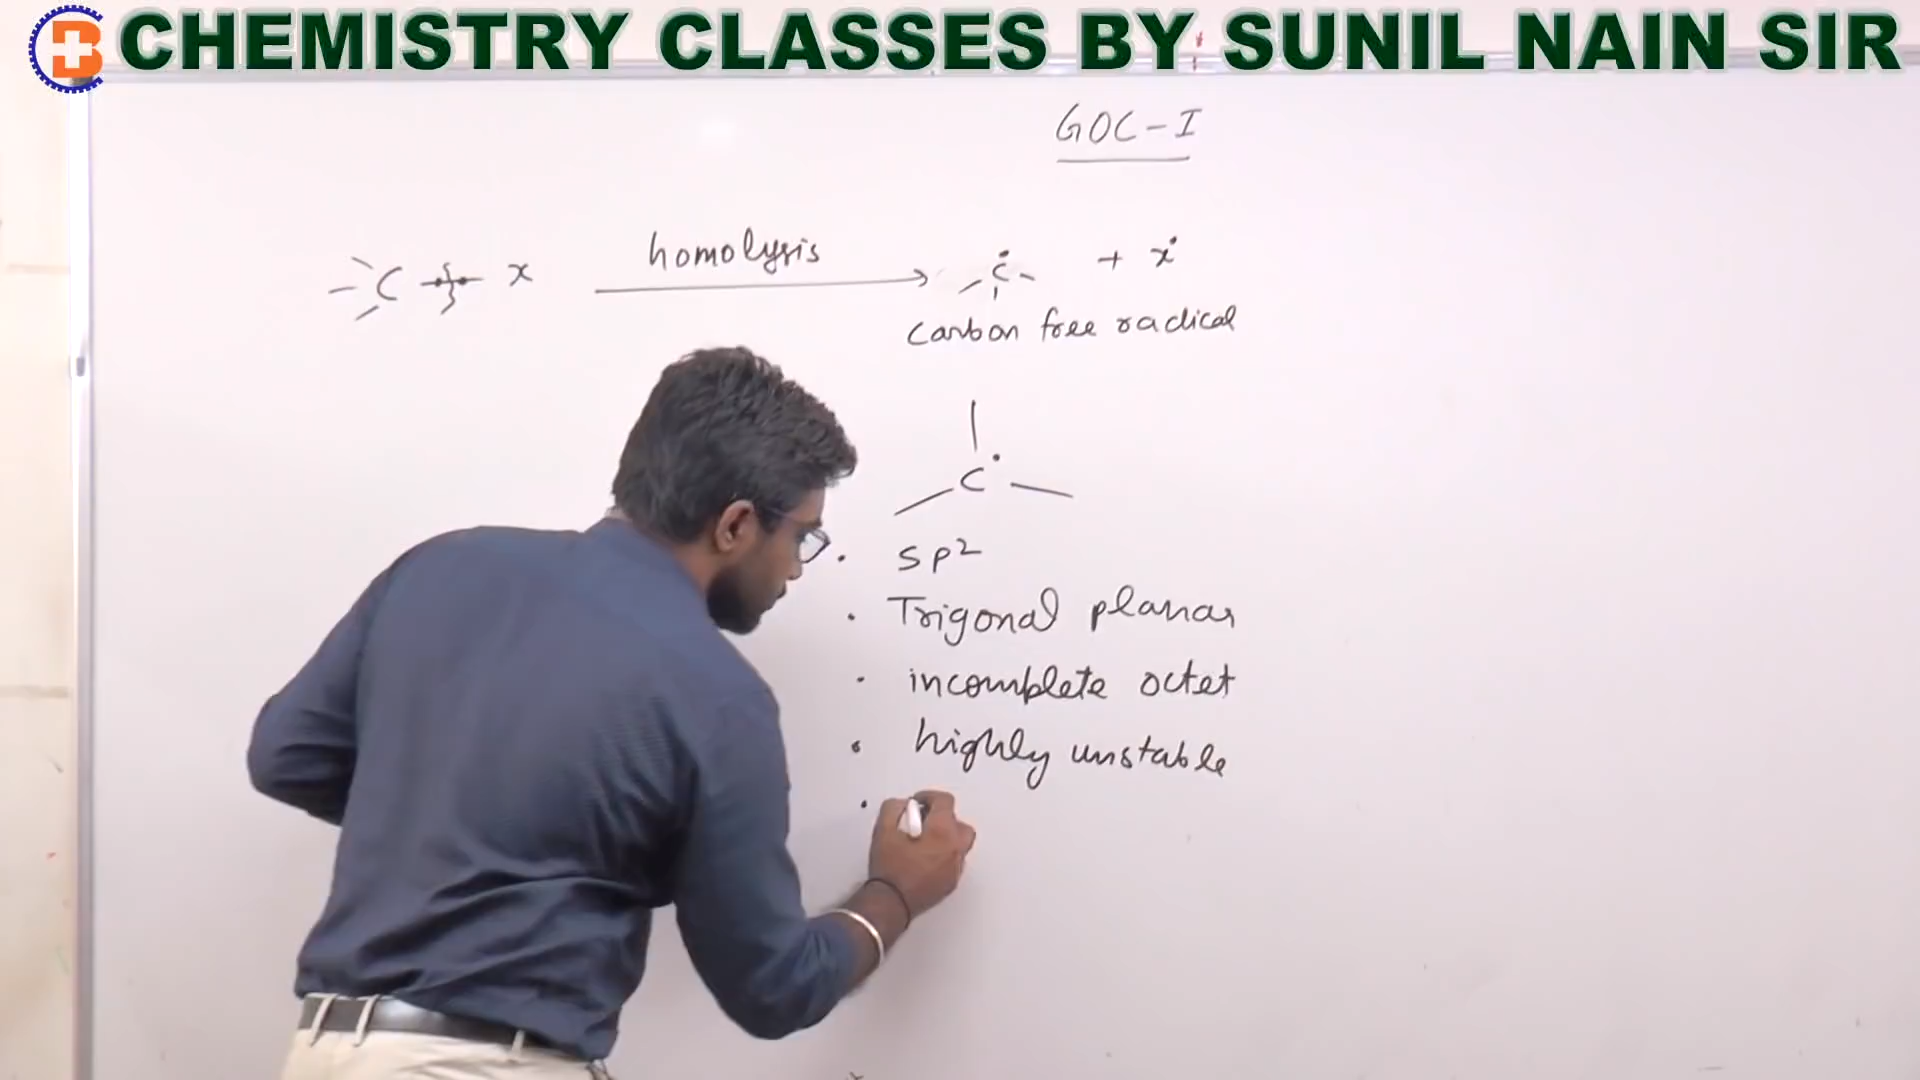 CHEMISTRY CLASSES BY SUNIL NAIN SIR
GOC-I
C x homolysis C + x
carbon free radical
C
sp²
Trigonal planar
incomplete octet
highly unstable